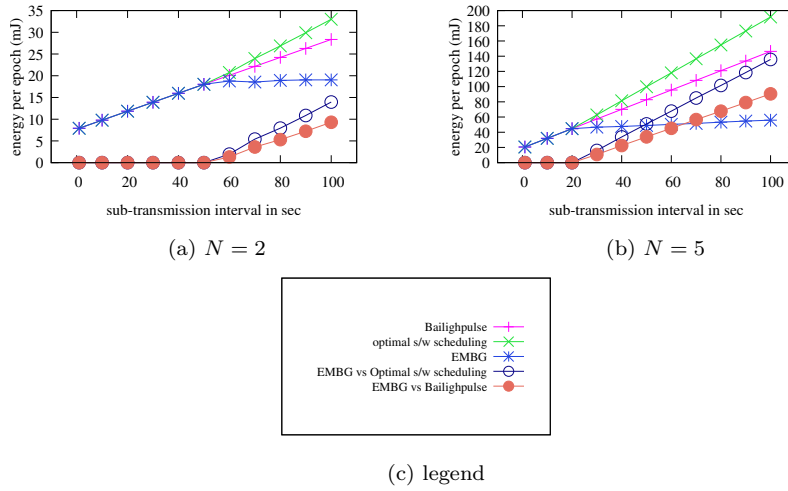 energy per epoch (mJ)
35
30
25
20
15
10
5
0
0 20 40 60 80 100
sub-transmission interval in sec
(a) N = 2
energy per epoch (mJ)
200
180
160
140
120
100
80
60
40
20
0
0 20 40 60 80 100
sub-transmission interval in sec
(b) N = 5
Bailighpulse
optimal s/w scheduling
EMBG
EMBG vs Optimal s/w scheduling
EMBG vs Bailighpulse
(c) legend